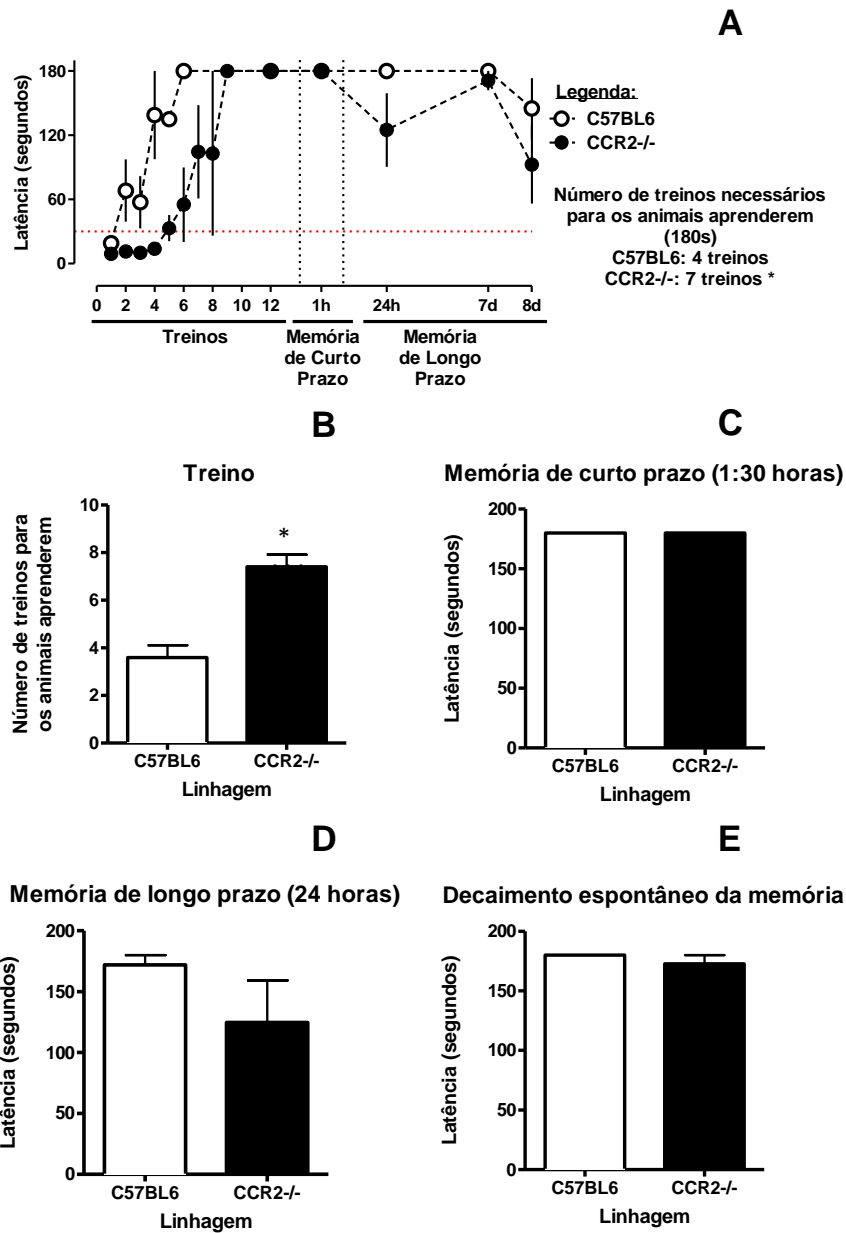 A
Latência (segundos)
180
120
60
0
0 2 4 6 8 10 12 1h 24h 7d 8d
Treinos
Memória
de Curto
Prazo
Memória
de Longo
Prazo
Legenda:
C57BL6
CCR2-/-
Número de treinos necessários
para os animais aprenderem
(180s)
C57BL6: 4 treinos
CCR2-/-: 7 treinos *
B
Treino
Número de treinos para
os animais aprenderem
10
8
6
4
2
0
*
C57BL6 CCR2-/-
Linhagem
C
Memória de curto prazo (1:30 horas)
Latência (segundos)
200
150
100
50
0
C57BL6 CCR2-/-
Linhagem
D
Memória de longo prazo (24 horas)
Latência (segundos)
200
150
100
50
0
C57BL6 CCR2-/-
Linhagem
E
Decaimento espontâneo da memória
Latência (segundos)
200
150
100
50
0
C57BL6 CCR2-/-
Linhagem